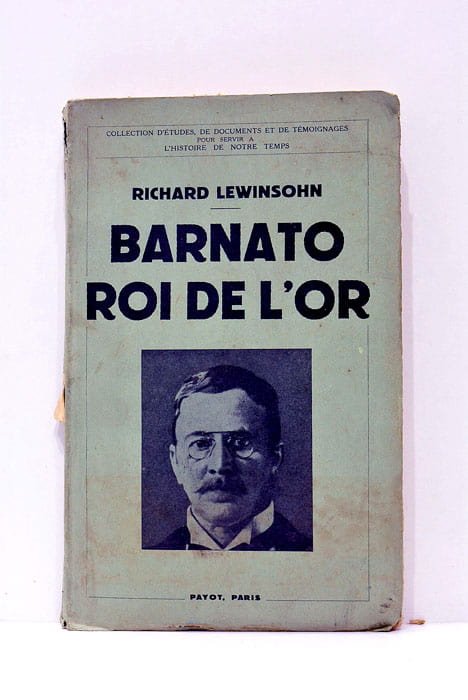 COLLECTION D'ÉTUDES, DE DOCUMENTS ET DE TÉMOIGNAGES
POUR SERVIR A
L'HISTOIRE DE NOTRE TEMPS
RICHARD LEWINSOHN
BARNATO
ROI DE L'OR
PAYOT, PARIS